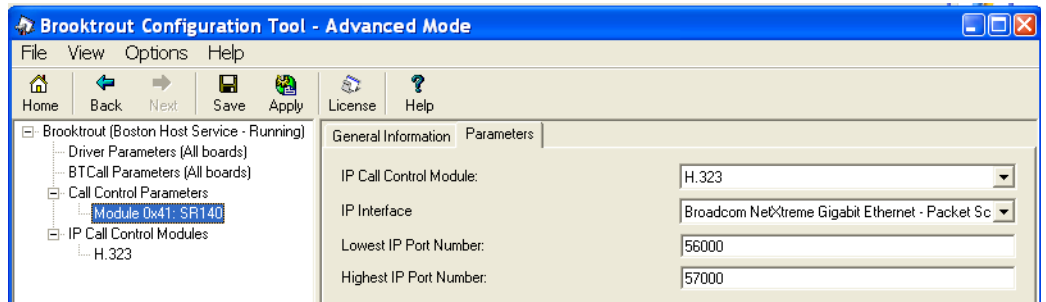 Brooktrout Configuration Tool - Advanced Mode
File View Options Help
Home Back Next Save Apply License Help
Brooktrout (Boston Host Service - Running)
Driver Parameters (All boards)
BTCall Parameters (All boards)
Call Control Parameters
Module 0x41: SR140
IP Call Control Modules
H.323
General Information Parameters
IP Call Control Module: H.323
IP Interface Broadcom NetXtreme Gigabit Ethernet - Packet Sc
Lowest IP Port Number: 56000
Highest IP Port Number: 57000